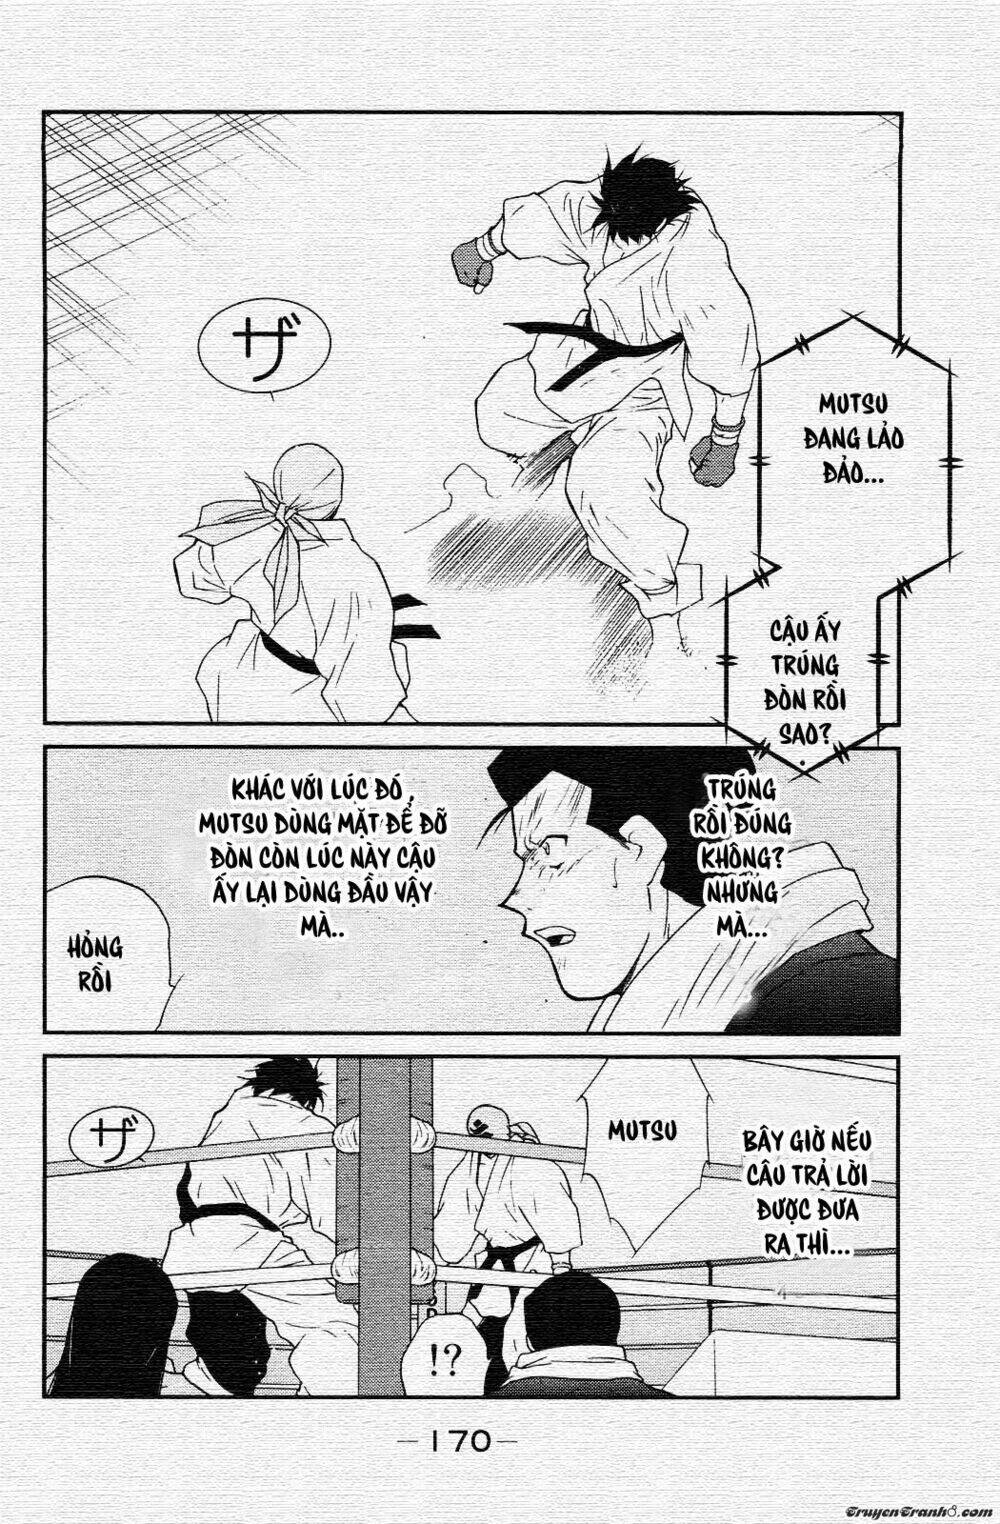 ザ
MUTSU
ĐANG LẢO
ĐẢO...
CẬU ẤY
TRÚNG
ĐÒN RỒI
SAO?
TRÚNG
RỒI ĐÚNG
KHÔNG?
NHƯNG
MÀ...
KHÁC VỚI LÚC ĐÓ,
MUTSU DÙNG MẶT ĐỂ ĐỠ
ĐÒN CÒN LÚC NÀY CẬU
ẤY LẠI DÙNG ĐẦU VẬY
MÀ..
HỎNG
RỒI
BÂY GIỜ NẾU
CÂU TRẢ LỜI
ĐƯỢC ĐƯA
RA THÌ...
MUTSU
ザ
!?
—170—
TruyenTranh8.com